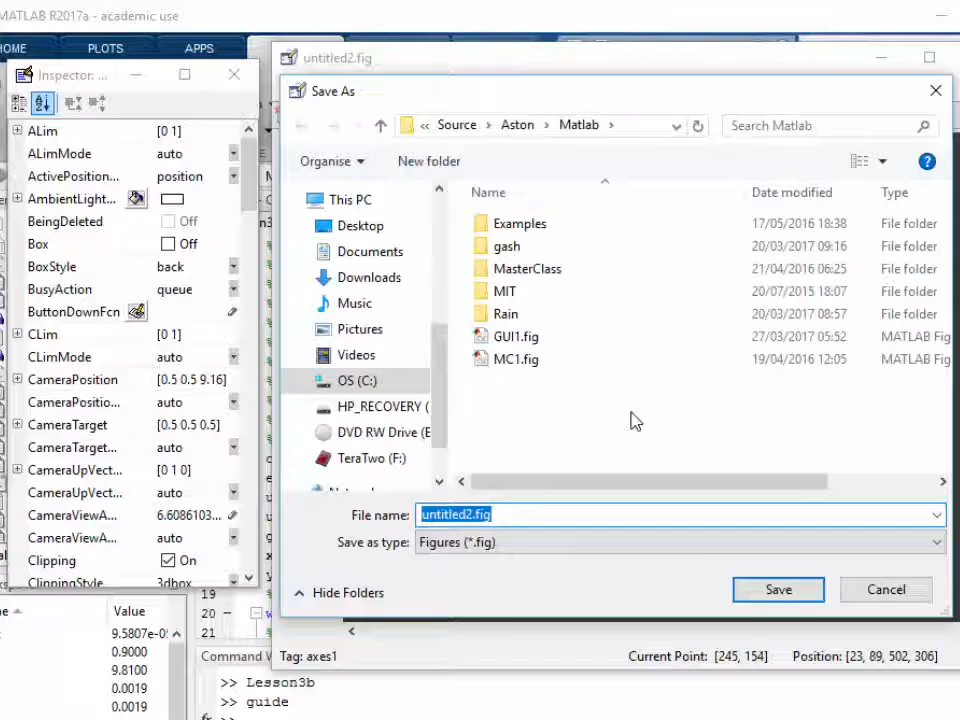 MATLAB R2017a - academic use
HOME PLOTS APPS
untitled2.fig
Inspector: ...
Save As
« Source › Aston › Matlab ›
Search Matlab
Organise
New folder
Name Date modified Type
This PC
Desktop
Documents
Downloads
Music
Pictures
Videos
OS (C:)
HP_RECOVERY (
DVD RW Drive (E
TeraTwo (F:)
Examples 17/05/2016 18:38 File folder
gash 20/03/2017 09:16 File folder
MasterClass 21/04/2016 06:25 File folder
MIT 20/07/2015 18:07 File folder
Rain 20/03/2017 08:57 File folder
GUI1.fig 27/03/2017 05:52 MATLAB Fig
MC1.fig 19/04/2016 12:05 MATLAB Fig
File name: untitled2.fig
Save as type: Figures (*.fig)
Hide Folders
Save Cancel
ALim [0 1]
ALimMode auto
ActivePosition... position
AmbientLight...
BeingDeleted Off
Box Off
BoxStyle back
BusyAction queue
ButtonDownFcn
CLim [0 1]
CLimMode auto
CameraPosition [0.5 0.5 9.16]
CameraPositio... auto
CameraTarget [0.5 0.5 0.5]
CameraTarget... auto
CameraUpVect... [0 1 0]
CameraUpVect... auto
CameraViewA... 6.6086103...
CameraViewA... auto
Clipping On
ClippingStyle 3dbox
19
20
21
Value
9.5807e-0
0.9000
9.8100
0.0019
0.0019
Tag: axes1
Current Point: [245, 154] Position: [23, 89, 502, 306]
Command W
>> Lesson3b
>> guide
fx >>